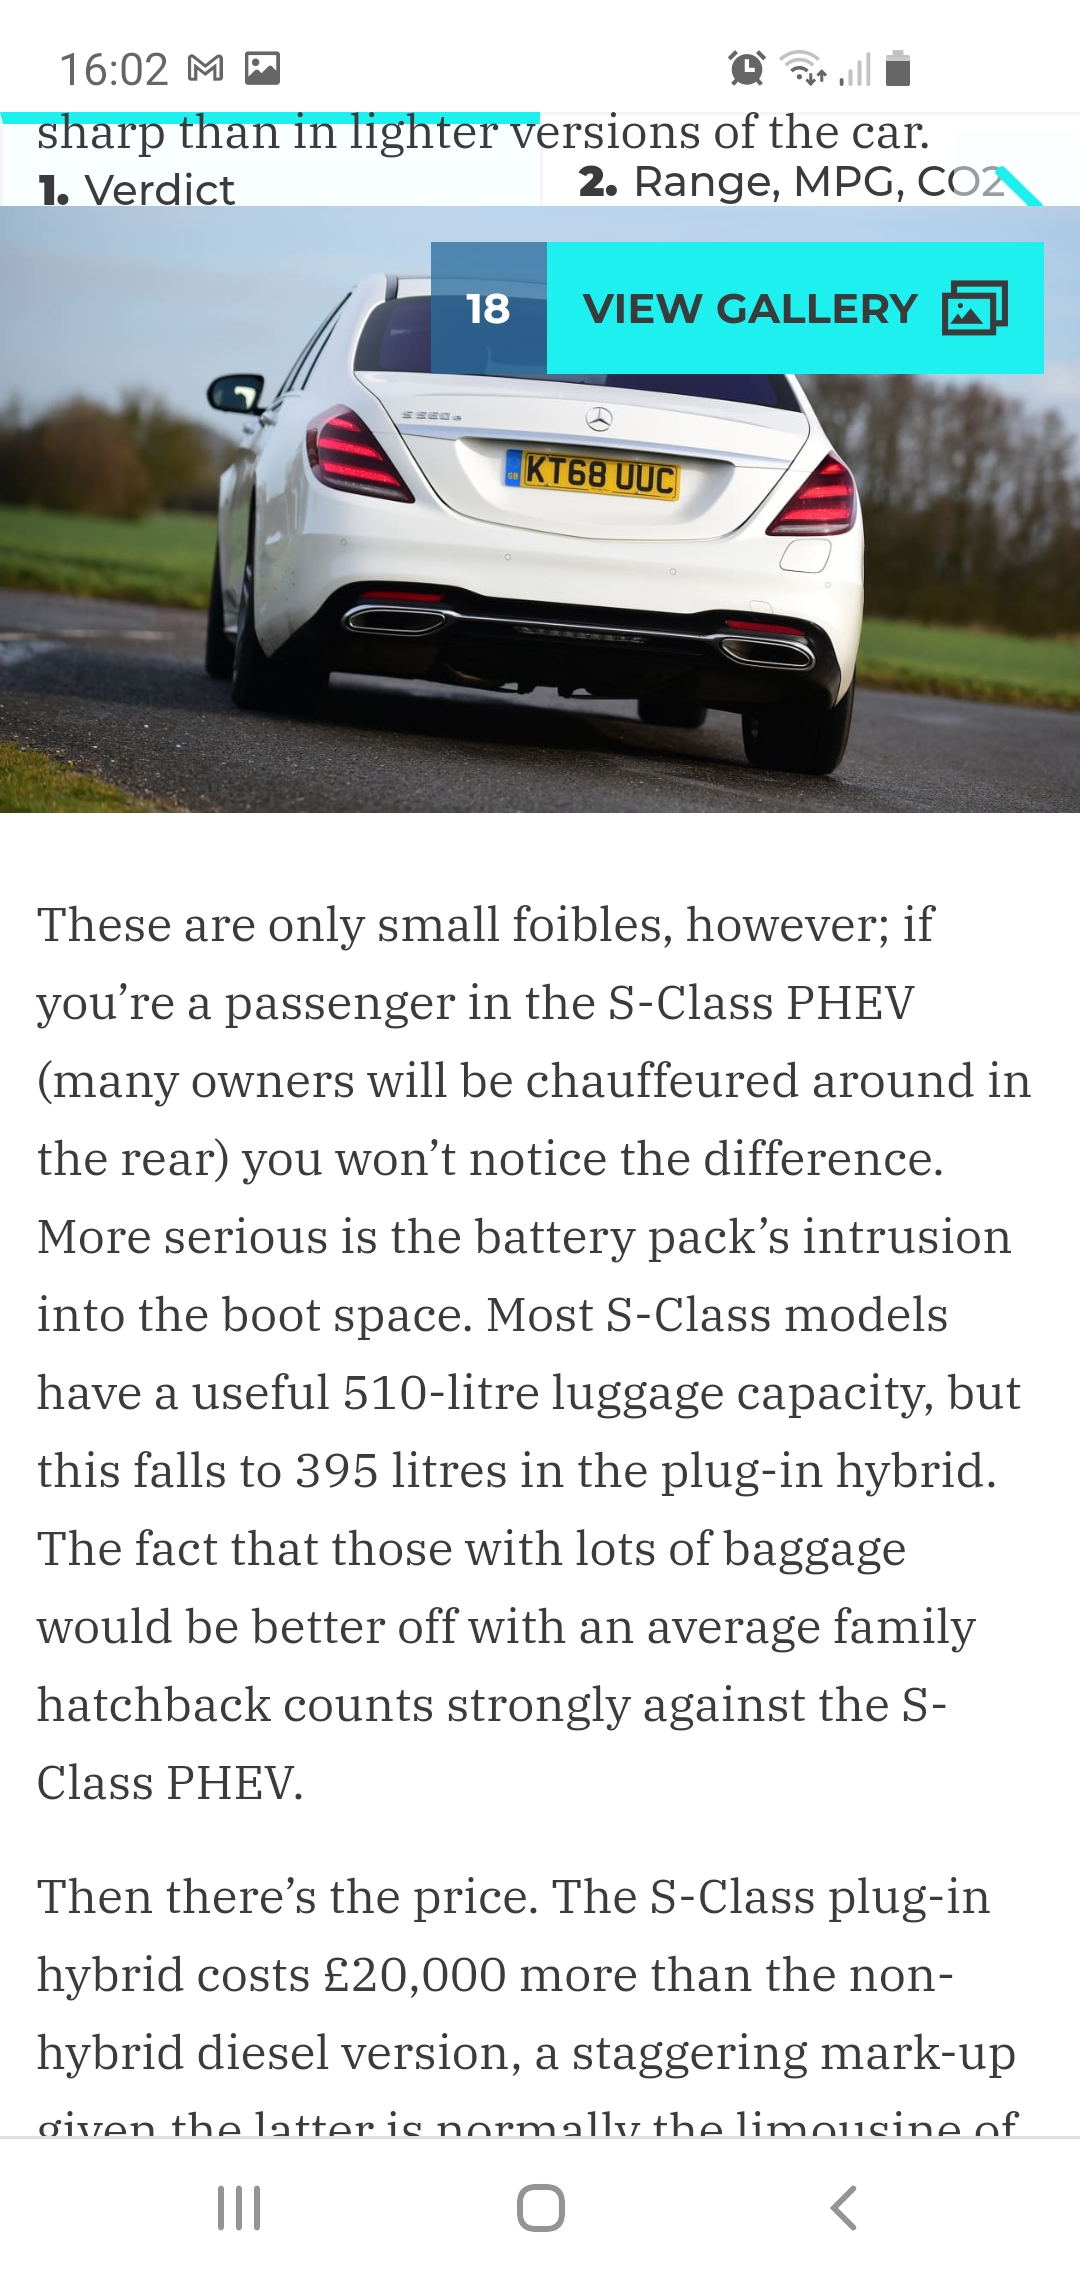 16:02
sharp than in lighter versions of the car.
1. Verdict
2. Range, MPG, CO2
18 VIEW GALLERY
S 560 e
GB KT68 UUC
These are only small foibles, however; if
you’re a passenger in the S-Class PHEV
(many owners will be chauffeured around in
the rear) you won’t notice the difference.
More serious is the battery pack’s intrusion
into the boot space. Most S-Class models
have a useful 510-litre luggage capacity, but
this falls to 395 litres in the plug-in hybrid.
The fact that those with lots of baggage
would be better off with an average family
hatchback counts strongly against the S-
Class PHEV.
Then there’s the price. The S-Class plug-in
hybrid costs £20,000 more than the non-
hybrid diesel version, a staggering mark-up
given the latter is normally the limousine of